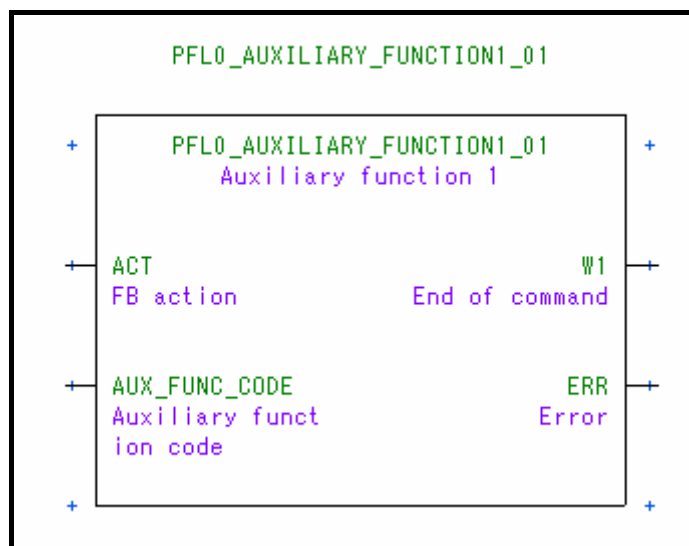 PFL0_AUXILIARY_FUNCTION1_01
PFL0_AUXILIARY_FUNCTION1_01
Auxiliary function 1
ACT W1
FB action End of command
AUX_FUNC_CODE ERR
Auxiliary funct Error
ion code